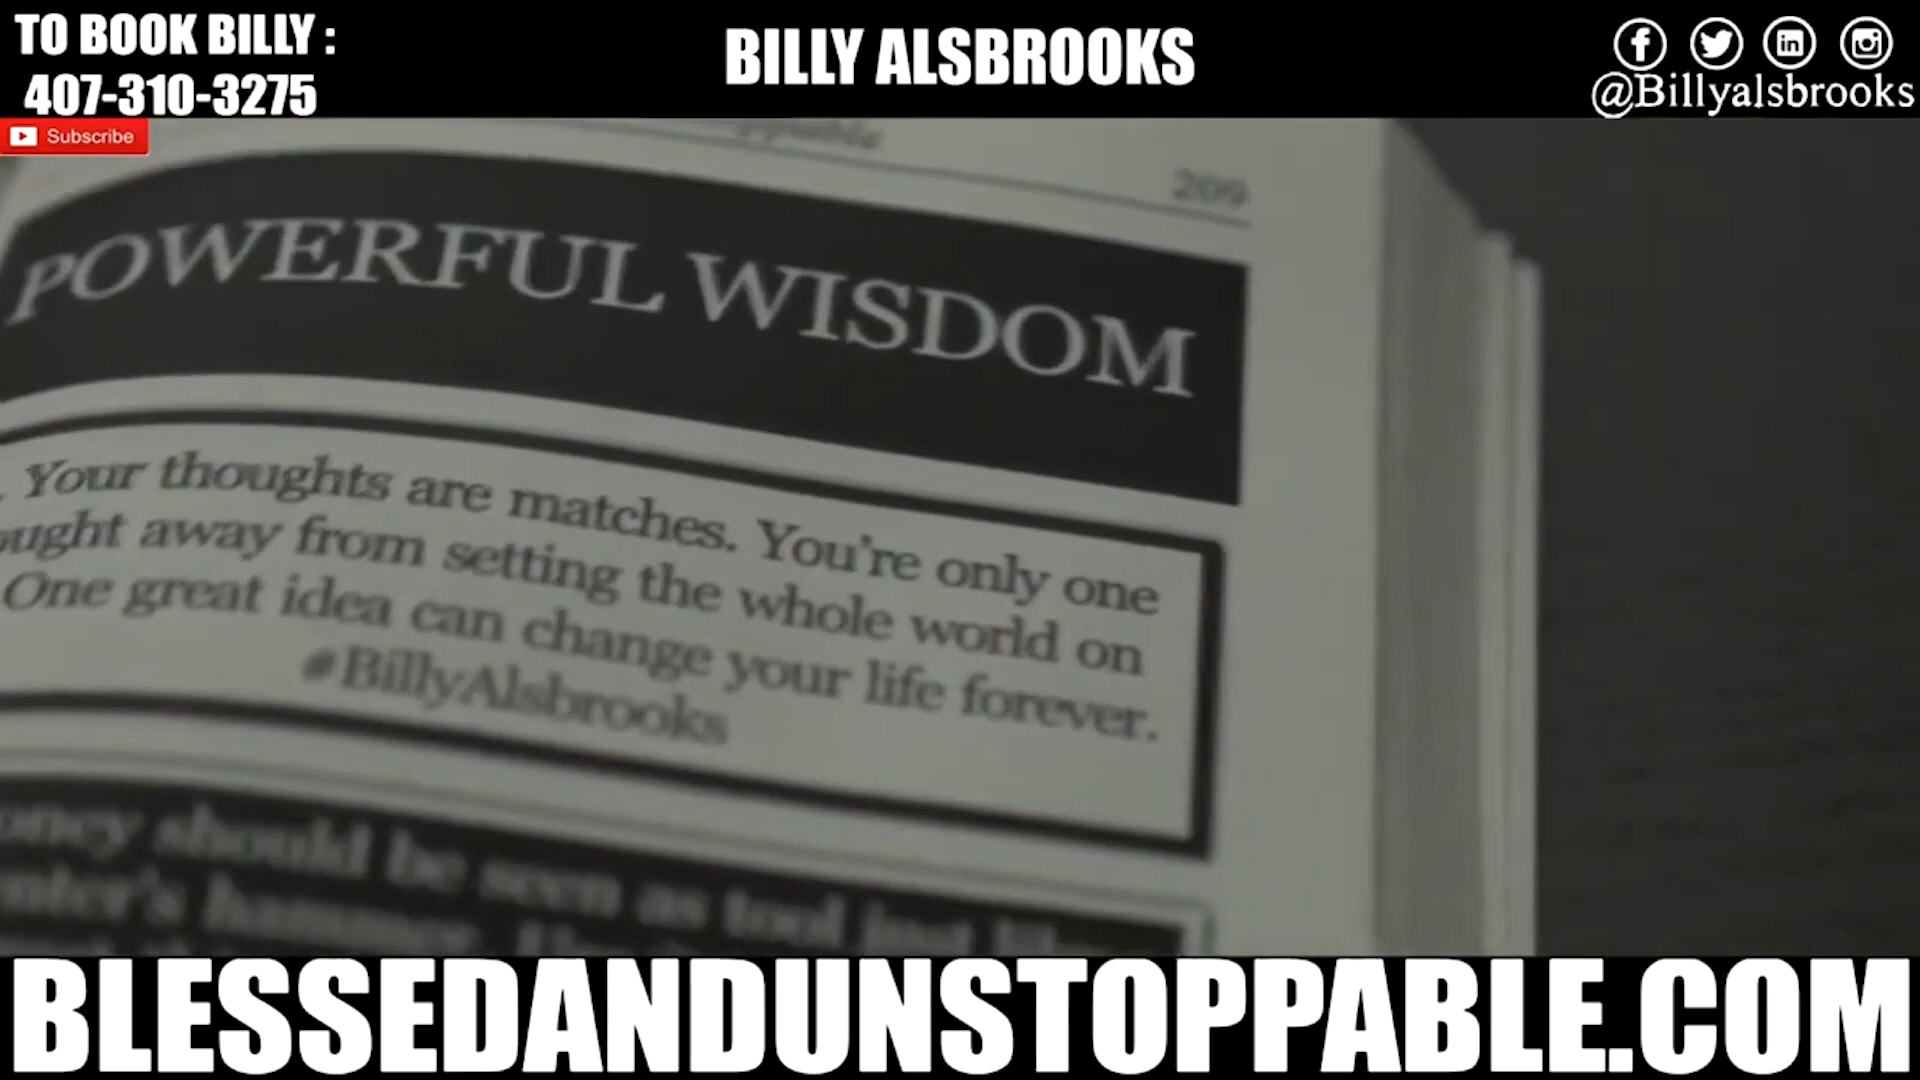 TO BOOK BILLY :
407-310-3275
BILLY ALSBROOKS
@Billyalsbrooks
Subscribe
209
POWERFUL WISDOM
Your thoughts are matches. You're only one
away from setting the whole world on
One great idea can change your life forever.
#BillyAlsbrooks
should be seen as tool just
hammer.
BLESSEDANDUNSTOPPABLE.COM